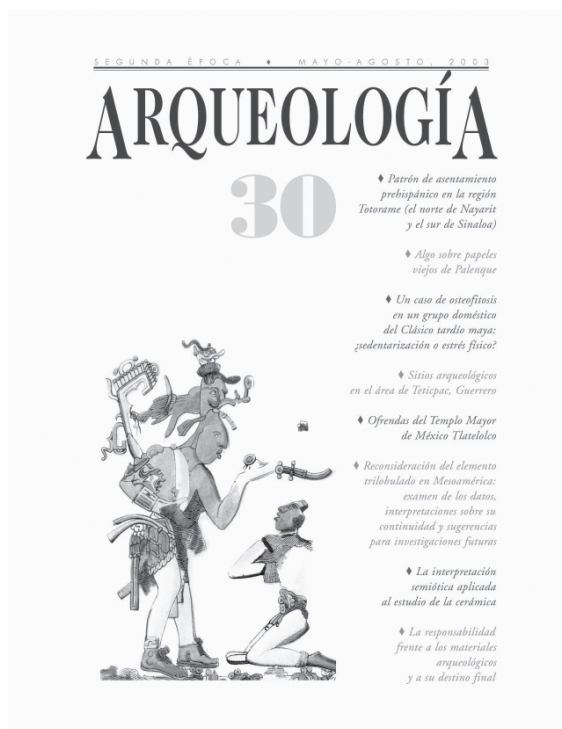 SEGUNDA ÉPOCA ♦ MAYO-AGOSTO, 2003
ARQUEOLOGÍA
30
♦ Patrón de asentamiento
prehispánico en la región
Totorame (el norte de Nayarit
y el sur de Sinaloa)
♦ Algo sobre papeles
viejos de Palenque
♦ Un caso de osteofitosis
en un grupo doméstico
del Clásico tardío maya:
¿sedentarización o estrés físico?
♦ Sitios arqueológicos
en el área de Teticpac, Guerrero
♦ Ofrendas del Templo Mayor
de México Tlatelolco
♦ Reconsideración del elemento
trilobulado en Mesoamérica:
examen de los datos,
interpretaciones sobre su
continuidad y sugerencias
para investigaciones futuras
♦ La interpretación
semiótica aplicada
al estudio de la cerámica
♦ La responsabilidad
frente a los materiales
arqueológicos
y a su destino final